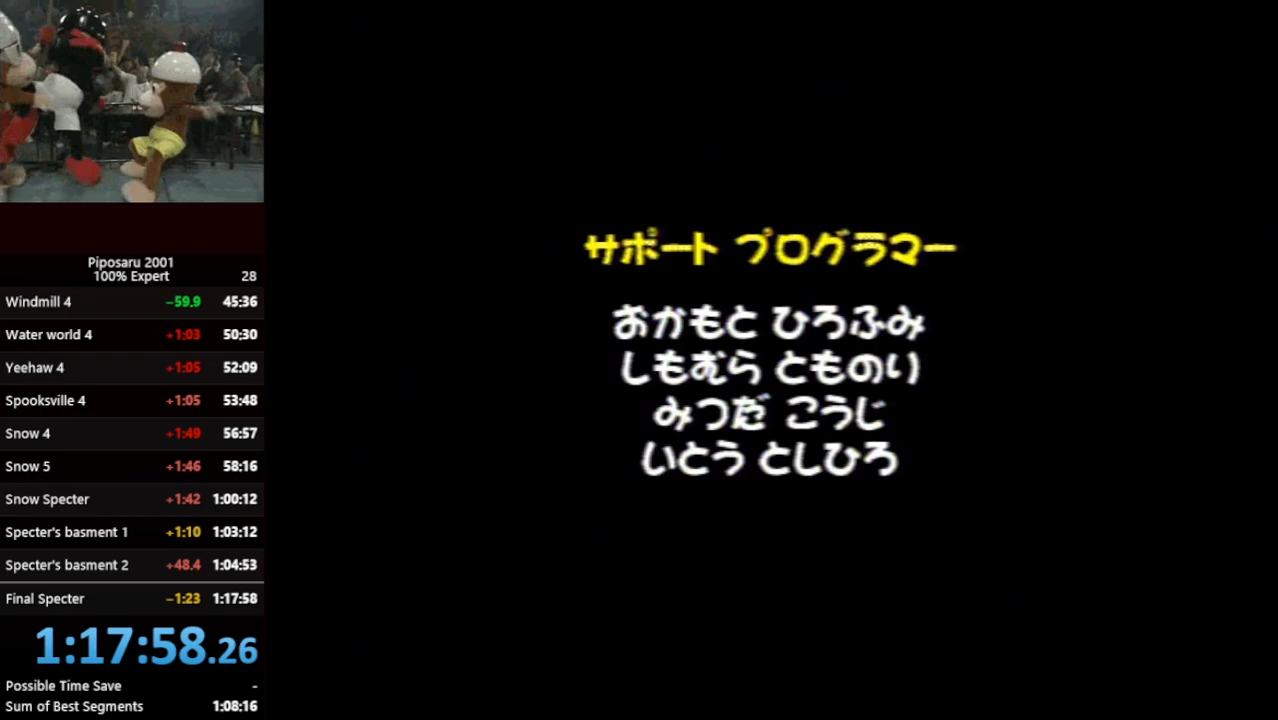 Piposaru 2001
100% Expert 28
Windmill 4 −59.9 45:36
Water world 4 +1:03 50:30
Yeehaw 4 +1:05 52:09
Spooksville 4 +1:05 53:48
Snow 4 +1:49 56:57
Snow 5 +1:46 58:16
Snow Specter +1:42 1:00:12
Specter's basment 1 +1:10 1:03:12
Specter's basment 2 +48.4 1:04:53
Final Specter −1:23 1:17:58
1:17:58.26
Possible Time Save -
Sum of Best Segments 1:08:16
サポート プログラマー
おかもと ひろふみ
しもむら とものり
みつだ こうじ
いとう としひろ